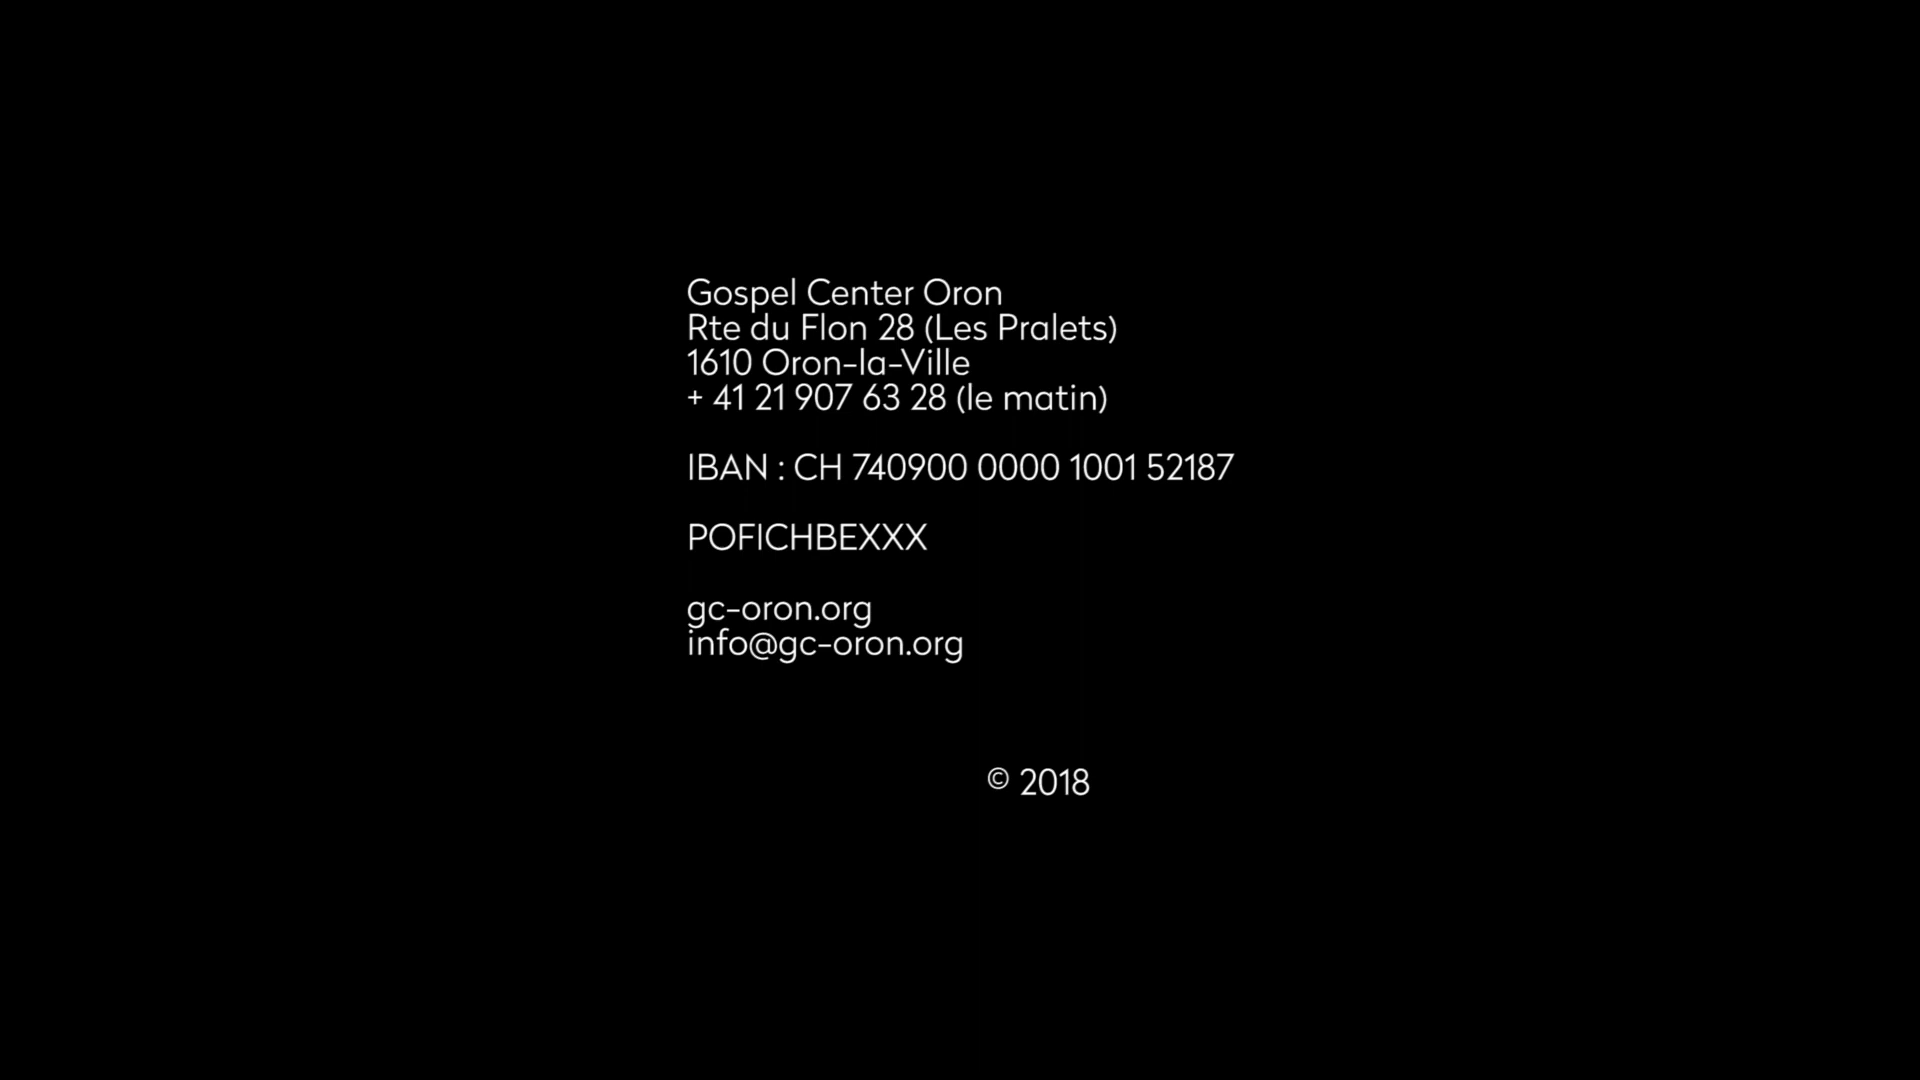 Gospel Center Oron
Rte du Flon 28 (Les Pralets)
1610 Oron-la-Ville
+ 41 21 907 63 28 (le matin)
IBAN : CH 740900 0000 1001 52187
POFICHBEXXX
gc-oron.org
info@gc-oron.org
© 2018